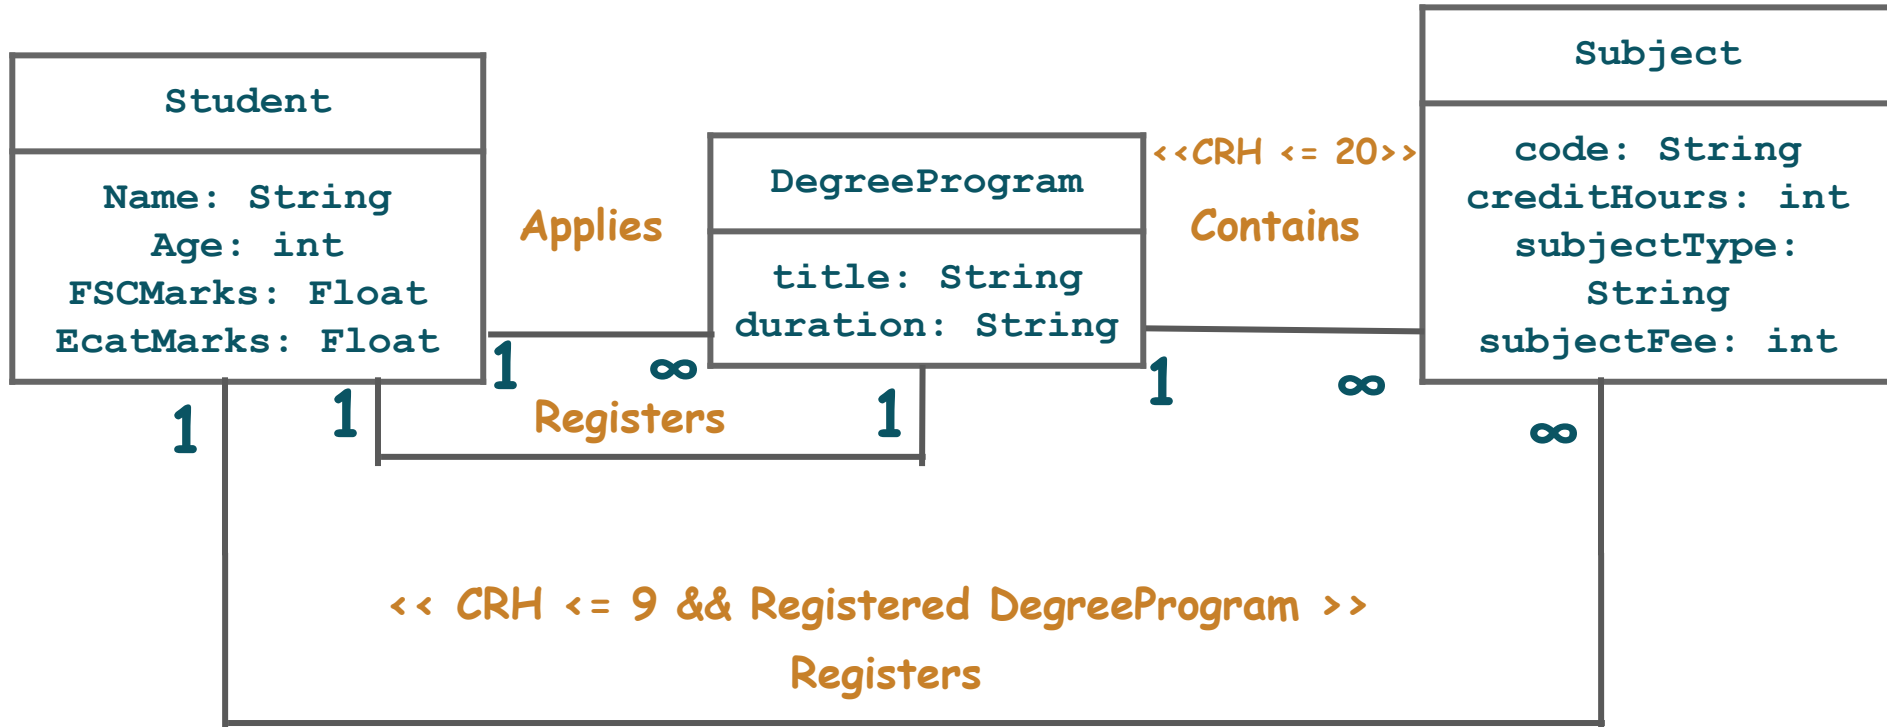 Student
Name: String
Age: int
FSCMarks: Float
EcatMarks: Float
Applies
1
∞
DegreeProgram
title: String
duration: String
<<CRH <= 20>>
Contains
1
∞
Subject
code: String
creditHours: int
subjectType:
String
subjectFee: int
1
Registers
1
1
∞
<< CRH <= 9 && Registered DegreeProgram >>
Registers